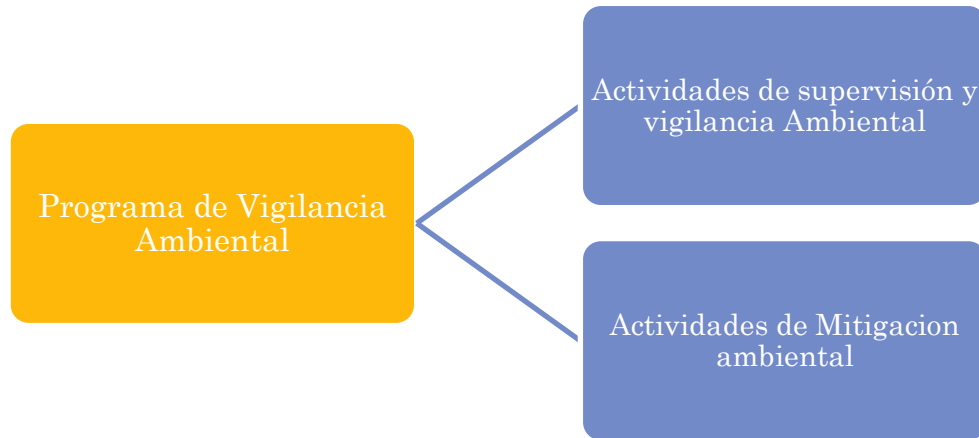 Programa de Vigilancia
Ambiental
Actividades de supervisión y
vigilancia Ambiental
Actividades de Mitigacion
ambiental